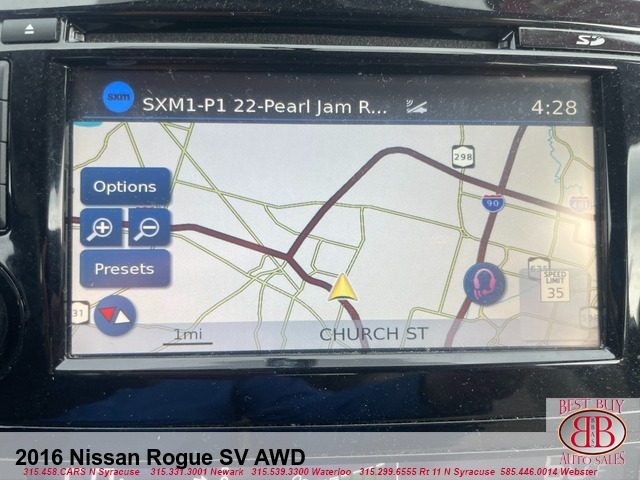 SD
sxm
SXM1-P1 22-Pearl Jam R...
4:28
298
90
Options
Presets
SPEED
LIMIT
35
31
1mi
CHURCH ST
BEST BUY
BB
AUTO SALES
2016 Nissan Rogue SV AWD
315.458.CARS N Syracuse 315.331.3001 Newark 315.539.3300 Waterloo 315.299.6555 Rt 11 N Syracuse 585.446.0014 Webster